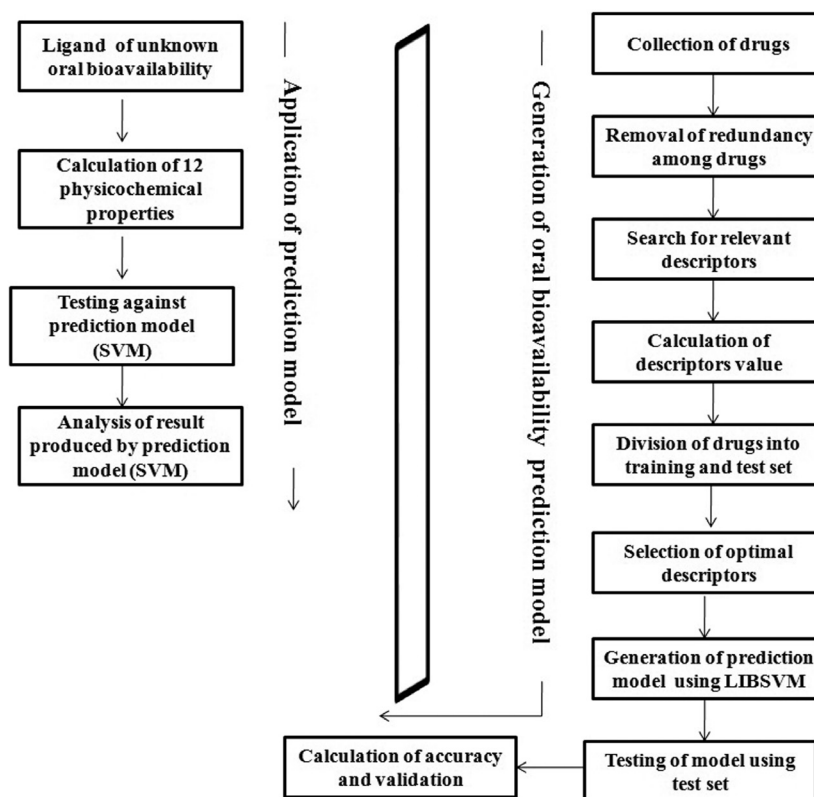 Ligand of unknown
oral bioavailability
Calculation of 12
physicochemical
properties
Testing against
prediction model
(SVM)
Analysis of result
produced by prediction
model (SVM)
Application of prediction model
Generation of oral bioavailability prediction model
Collection of drugs
Removal of redundancy
among drugs
Search for relevant
descriptors
Calculation of
descriptors value
Division of drugs into
training and test set
Selection of optimal
descriptors
Generation of prediction
model using LIBSVM
Testing of model using
test set
Calculation of accuracy
and validation